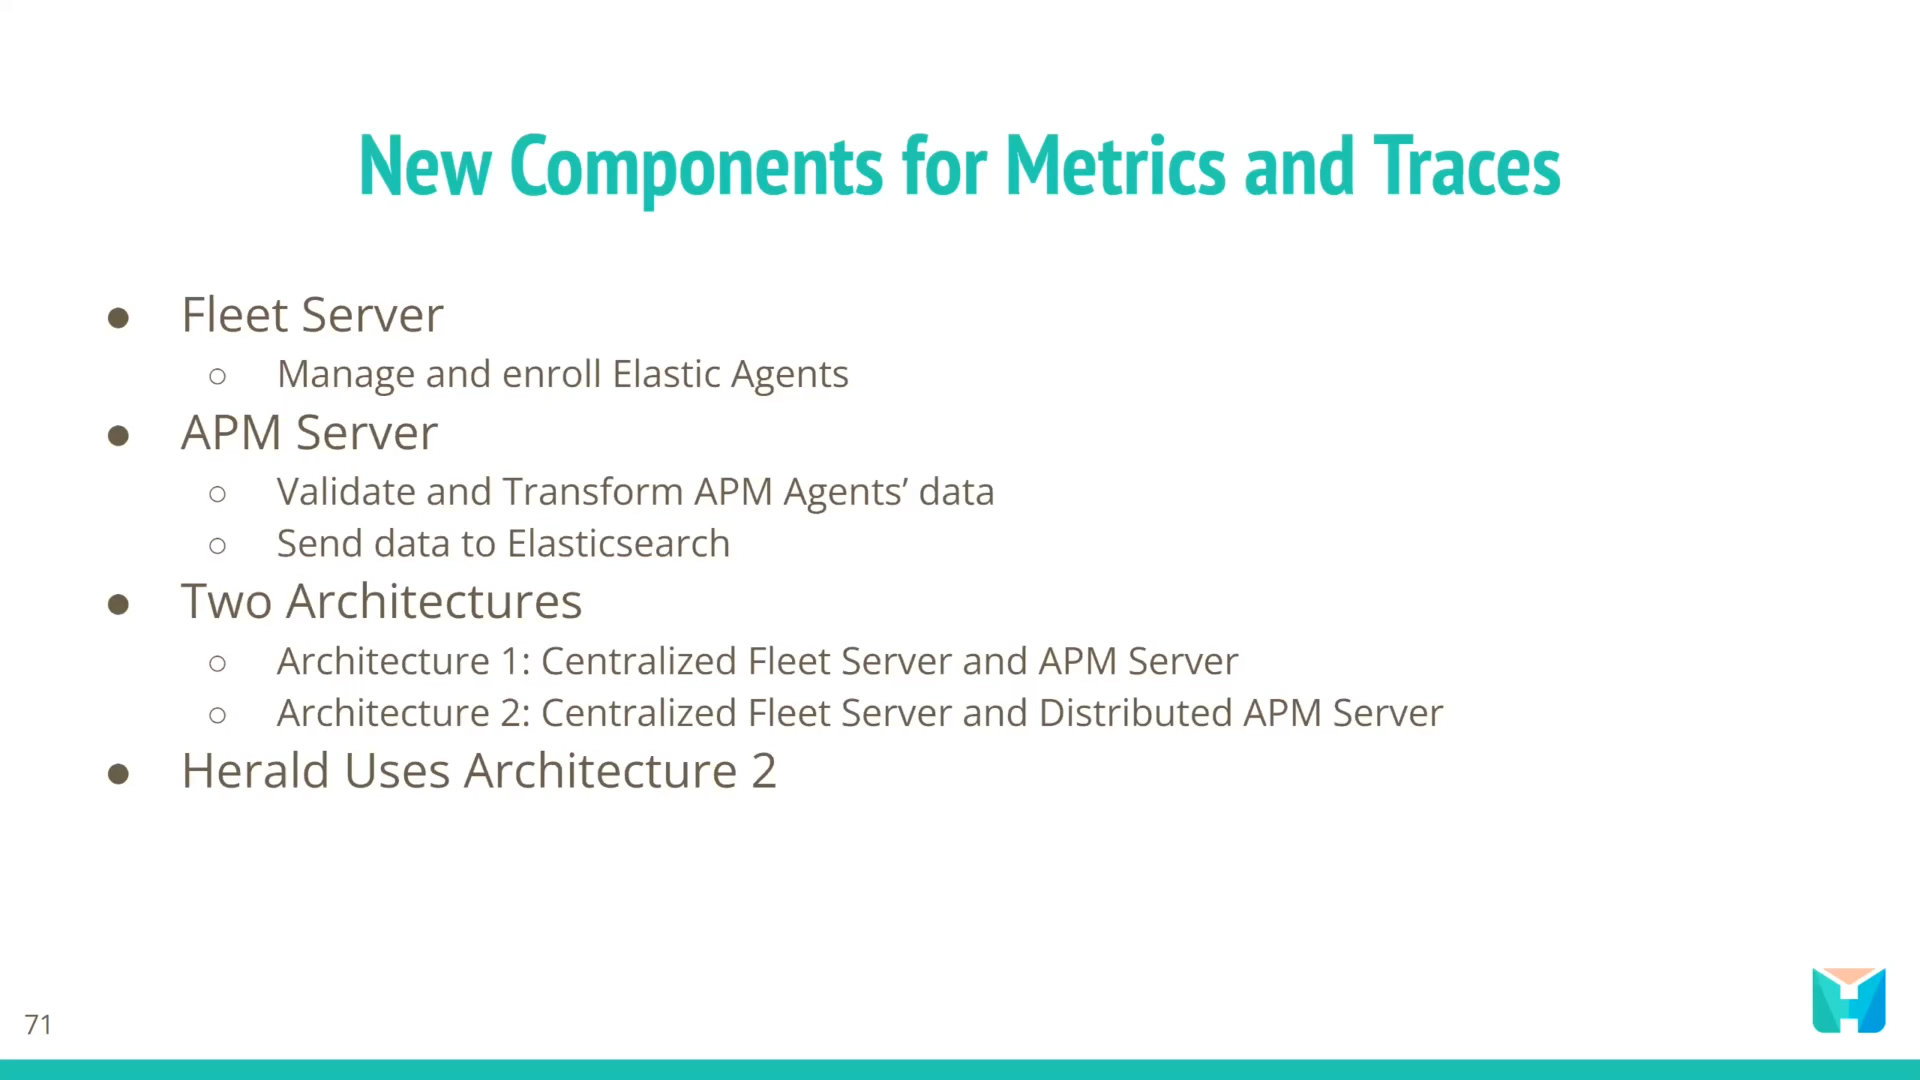 New Components for Metrics and Traces
● Fleet Server
○ Manage and enroll Elastic Agents
● APM Server
○ Validate and Transform APM Agents’ data
○ Send data to Elasticsearch
● Two Architectures
○ Architecture 1: Centralized Fleet Server and APM Server
○ Architecture 2: Centralized Fleet Server and Distributed APM Server
● Herald Uses Architecture 2
71